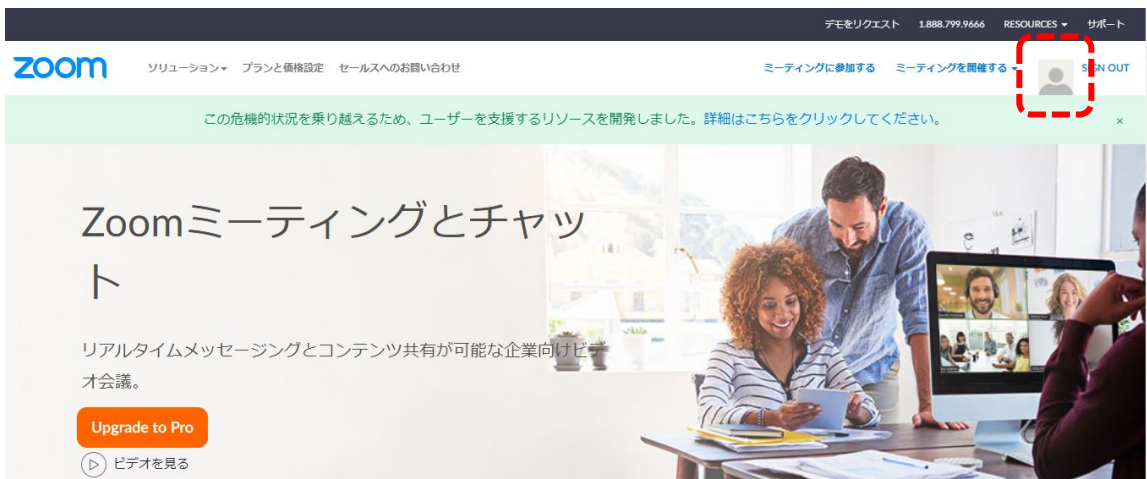 デモをリクエスト 1.888.799.9666 RESOURCES サポート
zoom ソリューション プランと価格設定 セールスへのお問い合わせ ミーティングに参加する ミーティングを開催する SIGN OUT
この危機的状況を乗り越えるため、ユーザーを支援するリソースを開発しました。詳細はこちらをクリックしてください。 ×
Zoomミーティングとチャッ
ト
リアルタイムメッセージングとコンテンツ共有が可能な企業向けビデ
オ会議。
Upgrade to Pro
ビデオを見る